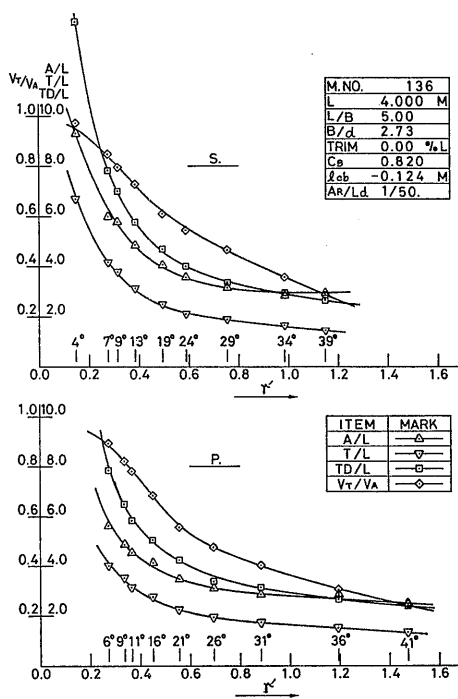 A/L
VT/VA T/L
TD/L
1.0 10.0
0.8 8.0
0.6 6.0
0.4 4.0
0.2 2.0
S.
M.NO. 136
L 4.000 M
L/B 5.00
B/d 2.73
TRIM 0.00 %L
CB 0.820
lcb -0.124 M
AR/Ld 1/50.
4° 7° 9° 13° 19° 24° 29° 34° 39°
0.0 0.2 0.4 0.6 0.8 1.0 1.2 1.4 1.6
r'
1.0 10.0
0.8 8.0
0.6 6.0
0.4 4.0
0.2 2.0
P.
ITEM MARK
A/L
T/L
TD/L
VT/VA
6° 9° 11° 16° 21° 26° 31° 36° 41°
0.0 0.2 0.4 0.6 0.8 1.0 1.2 1.4 1.6
r'